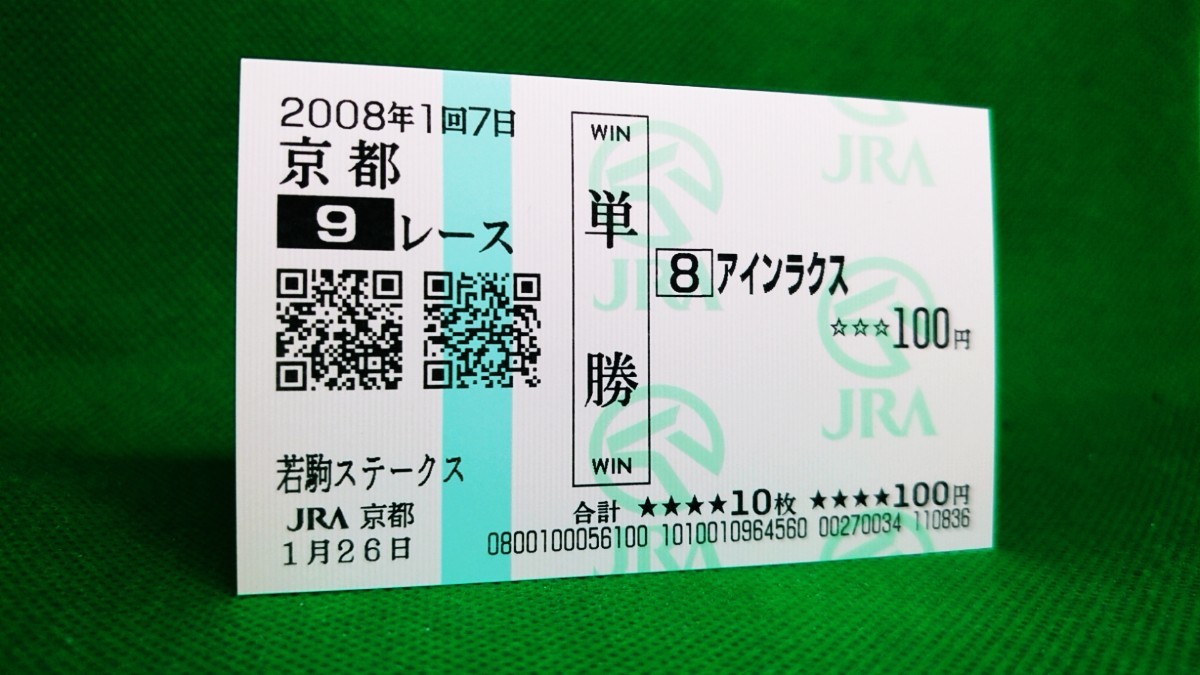 2008年1回7日
京都
9レース
若駒ステークス
JRA 京都
1月26日
WIN
単勝
WIN
8 アインラクス
☆☆☆100円
合計 ★★★★10枚 ★★★★100円
0800100056100 1010010964560 00270034 110836
JRA
JRA
JRA
JRA